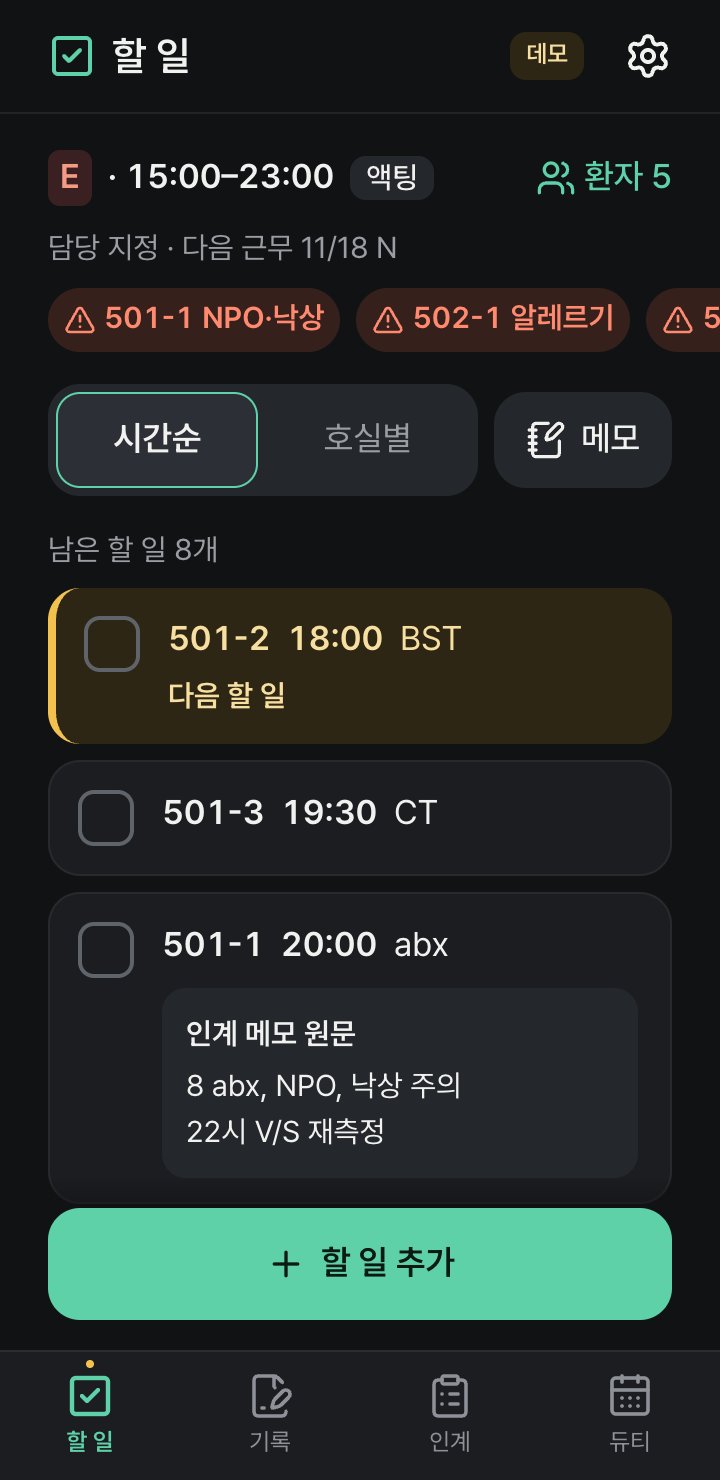 할 일
데모
E · 15:00–23:00 액팅 환자 5
담당 지정 · 다음 근무 11/18 N
501-1 NPO·낙상 502-1 알레르기 5
시간순 호실별 메모
남은 할 일 8개
501-2 18:00 BST
다음 할 일
501-3 19:30 CT
501-1 20:00 abx
인계 메모 원문
8 abx, NPO, 낙상 주의
22시 V/S 재측정
+ 할 일 추가
할 일 기록 인계 듀티